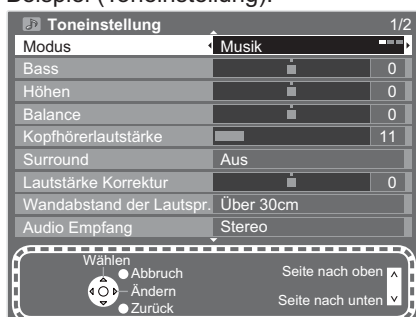 Beispiel (Toneinstellung):
Toneinstellung 1/2
Modus Musik
Bass 0
Höhen 0
Balance 0
Kopfhörerlautstärke 11
Surround Aus
Lautstärke Korrektur 0
Wandabstand der Lautspr. Über 30cm
Audio Empfang Stereo
Wählen
Abbruch
Seite nach oben
Ändern
Seite nach unten
Zurück